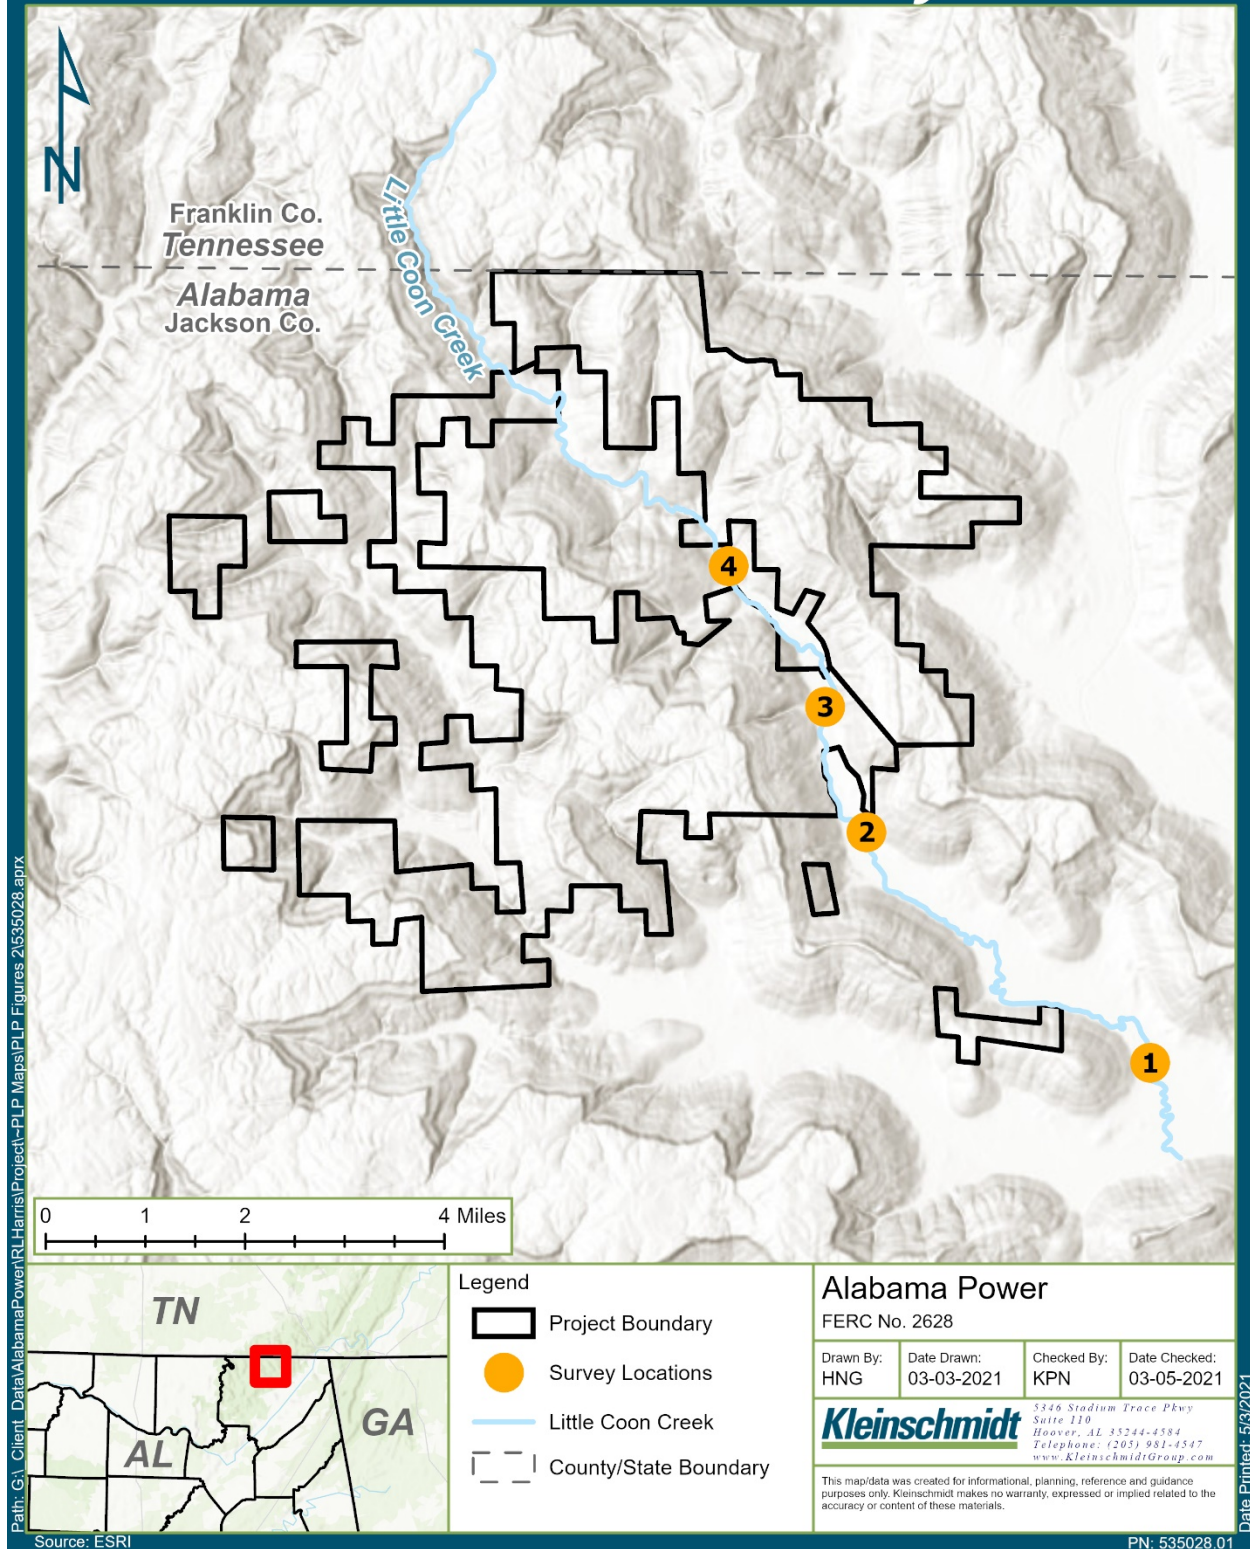 N
Franklin Co.
Tennessee
Alabama
Jackson Co.
Little Coon Creek
4
3
2
1
0 1 2 4 Miles
TN
AL
GA
Legend
Project Boundary
Survey Locations
Little Coon Creek
County/State Boundary
Alabama Power
FERC No. 2628
Drawn By:
HNG
Date Drawn:
03-03-2021
Checked By:
KPN
Date Checked:
03-05-2021
Kleinschmidt
5346 Stadium Trace Pkwy
Suite 110
Hoover, AL 35244-4584
Telephone: (205) 981-4547
www.KleinschmidtGroup.com
This map/data was created for informational, planning, reference and guidance
purposes only. Kleinschmidt makes no warranty, expressed or implied related to the
accuracy or content of these materials.
Path: G:\_Client_Data\AlabamaPower\RLHarris\Project\~PLP Maps\PLP Figures 2\535028.aprx
Date Printed: 5/3/2021
Source: ESRI
PN: 535028.01